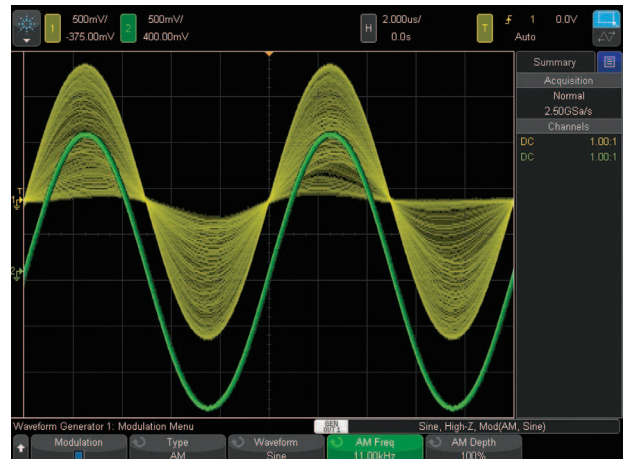 1 500mV/ 2 500mV/ H 2.000us/ T 1 0.0V
-375.00mV 400.00mV 0.0s Auto
Summary
Acquisition
Normal
2.50GSa/s
Channels
DC 1.00:1
DC 1.00:1
T
1
2
Waveform Generator 1: Modulation Menu GEN OUT 1 Sine, High-Z, Mod(AM, Sine)
Modulation Type Waveform AM Freq AM Depth
AM Sine 11.00kHz 100%